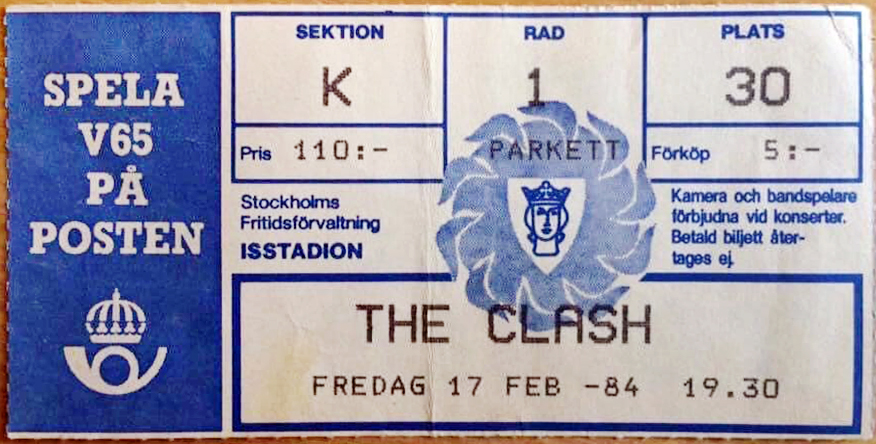 SPELA
V65
PÅ
POSTEN
SEKTION
K
RAD
1
PLATS
30
Pris 110:-
PARKETT
Förköp 5:-
Stockholms
Fritidsförvaltning
ISSTADION
Kamera och bandspelare
förbjudna vid konserter.
Betald biljett åter-
tages ej.
THE CLASH
FREDAG 17 FEB -84 19.30